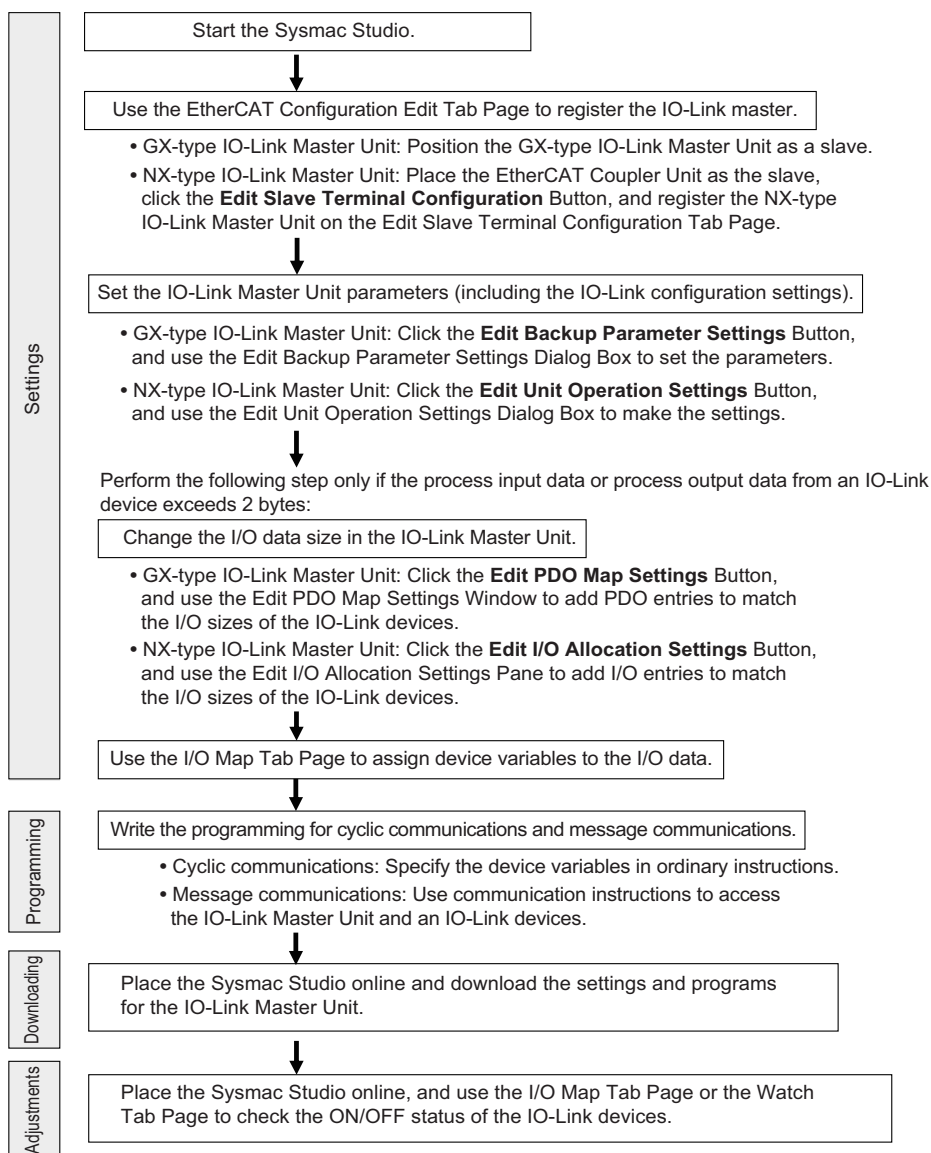 Settings
Start the Sysmac Studio.
Use the EtherCAT Configuration Edit Tab Page to register the IO-Link master.
• GX-type IO-Link Master Unit: Position the GX-type IO-Link Master Unit as a slave.
• NX-type IO-Link Master Unit: Place the EtherCAT Coupler Unit as the slave,
click the Edit Slave Terminal Configuration Button, and register the NX-type
IO-Link Master Unit on the Edit Slave Terminal Configuration Tab Page.
Set the IO-Link Master Unit parameters (including the IO-Link configuration settings).
• GX-type IO-Link Master Unit: Click the Edit Backup Parameter Settings Button,
and use the Edit Backup Parameter Settings Dialog Box to set the parameters.
• NX-type IO-Link Master Unit: Click the Edit Unit Operation Settings Button,
and use the Edit Unit Operation Settings Dialog Box to make the settings.
Perform the following step only if the process input data or process output data from an IO-Link
device exceeds 2 bytes:
Change the I/O data size in the IO-Link Master Unit.
• GX-type IO-Link Master Unit: Click the Edit PDO Map Settings Button,
and use the Edit PDO Map Settings Window to add PDO entries to match
the I/O sizes of the IO-Link devices.
• NX-type IO-Link Master Unit: Click the Edit I/O Allocation Settings Button,
and use the Edit I/O Allocation Settings Pane to add I/O entries to match
the I/O sizes of the IO-Link devices.
Use the I/O Map Tab Page to assign device variables to the I/O data.
Programming
Write the programming for cyclic communications and message communications.
• Cyclic communications: Specify the device variables in ordinary instructions.
• Message communications: Use communication instructions to access
the IO-Link Master Unit and an IO-Link devices.
Downloading
Place the Sysmac Studio online and download the settings and programs
for the IO-Link Master Unit.
Adjustments
Place the Sysmac Studio online, and use the I/O Map Tab Page or the Watch
Tab Page to check the ON/OFF status of the IO-Link devices.